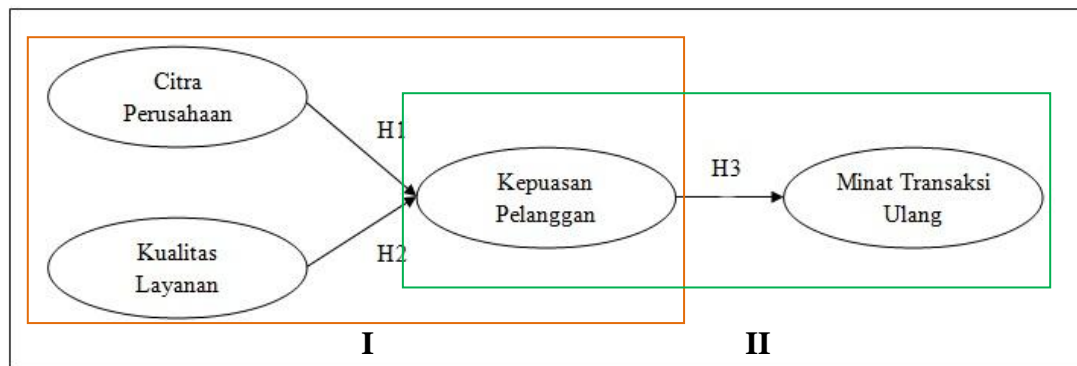 Citra
Perusahaan
H1
Kepuasan
Pelanggan
H3
Minat Transaksi
Ulang
H2
Kualitas
Layanan
I
II